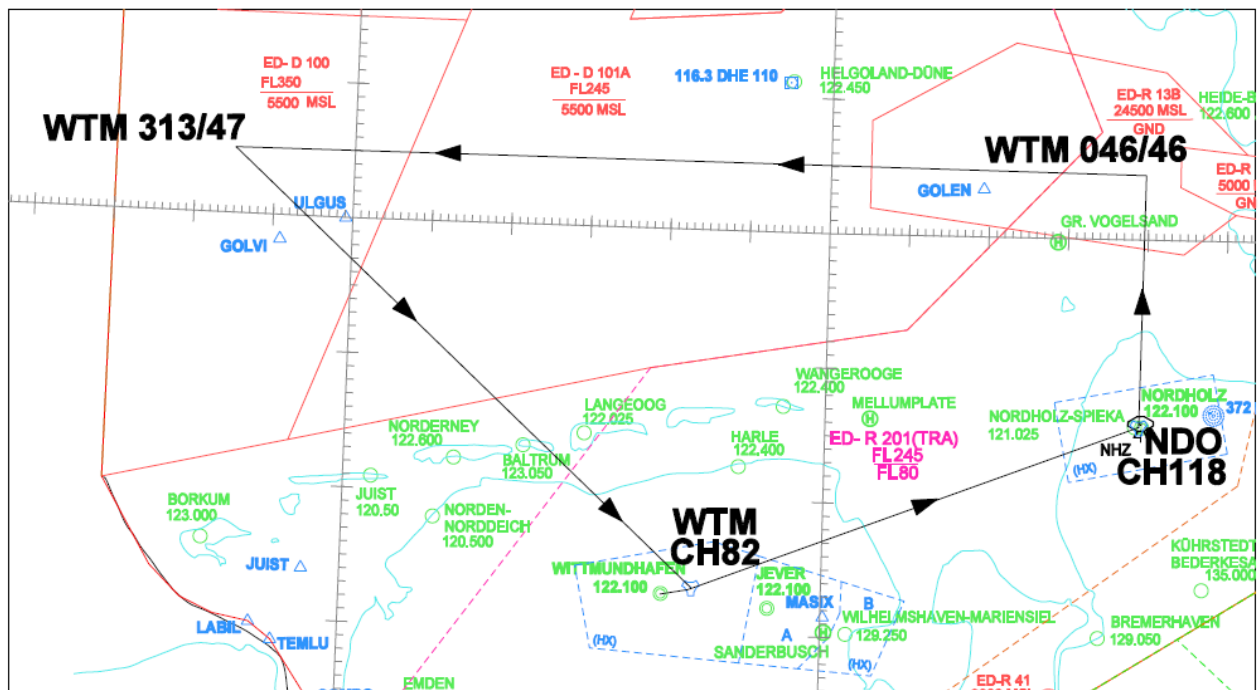 ED- D 100
FL350
5500 MSL
ED - D 101A
FL245
5500 MSL
116.3 DHE 110
HELGOLAND-DÜNE
122.450
ED-R 13B
24500 MSL
GND
HEIDE-B
122.600
WTM 313/47
WTM 046/46
ED-R
5000
GN
GOLEN
ULGUS
GOLVI
GR. VOGELSAND
H
WANGEROOGE
122.400
LANGEOOG
122.025
MELLUMPLATE
H
NORDHOLZ
122.100
372
NORDHOLZ-SPIEKA
121.025
NORDERNEY
122.600
HARLE
122.400
ED- R 201(TRA)
FL245
FL80
NHZ
NDO
CH118
(HX)
BALTRUM
123.050
JUIST
120.50
BORKUM
123.000
NORDEN-
NORDDEICH
120.500
WTM
CH82
JUIST
WITTMUNDHAFEN
122.100
JEVER
122.100
KÜHRSTEDT
BEDERKESA
135.000
MASIX
B
A
WILHELMSHAVEN-MARIENSIEL
129.250
H
SANDERBUSCH
(HX)
(HX)
LABIL
TEMLU
BREMERHAVEN
129.050
EMDEN
ED-R 41